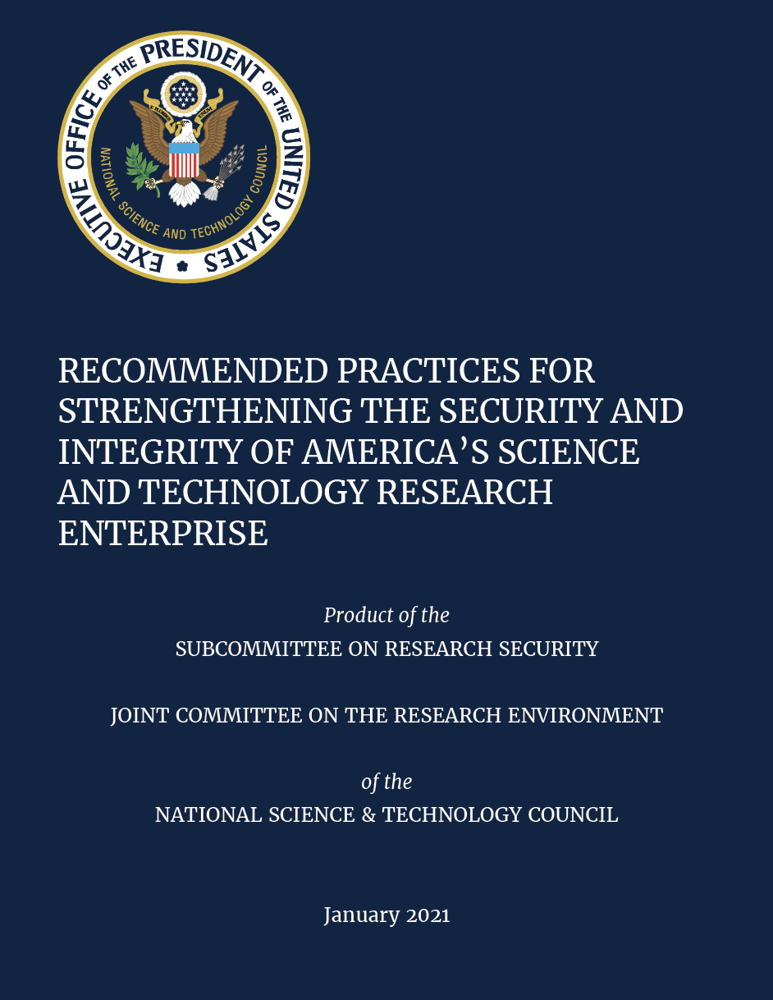 EXECUTIVE OFFICE OF THE PRESIDENT OF THE UNITED STATES
E PLURIBUS UNUM
NATIONAL SCIENCE AND TECHNOLOGY COUNCIL
RECOMMENDED PRACTICES FOR
STRENGTHENING THE SECURITY AND
INTEGRITY OF AMERICA’S SCIENCE
AND TECHNOLOGY RESEARCH
ENTERPRISE
Product of the
SUBCOMMITTEE ON RESEARCH SECURITY
JOINT COMMITTEE ON THE RESEARCH ENVIRONMENT
of the
NATIONAL SCIENCE & TECHNOLOGY COUNCIL
January 2021